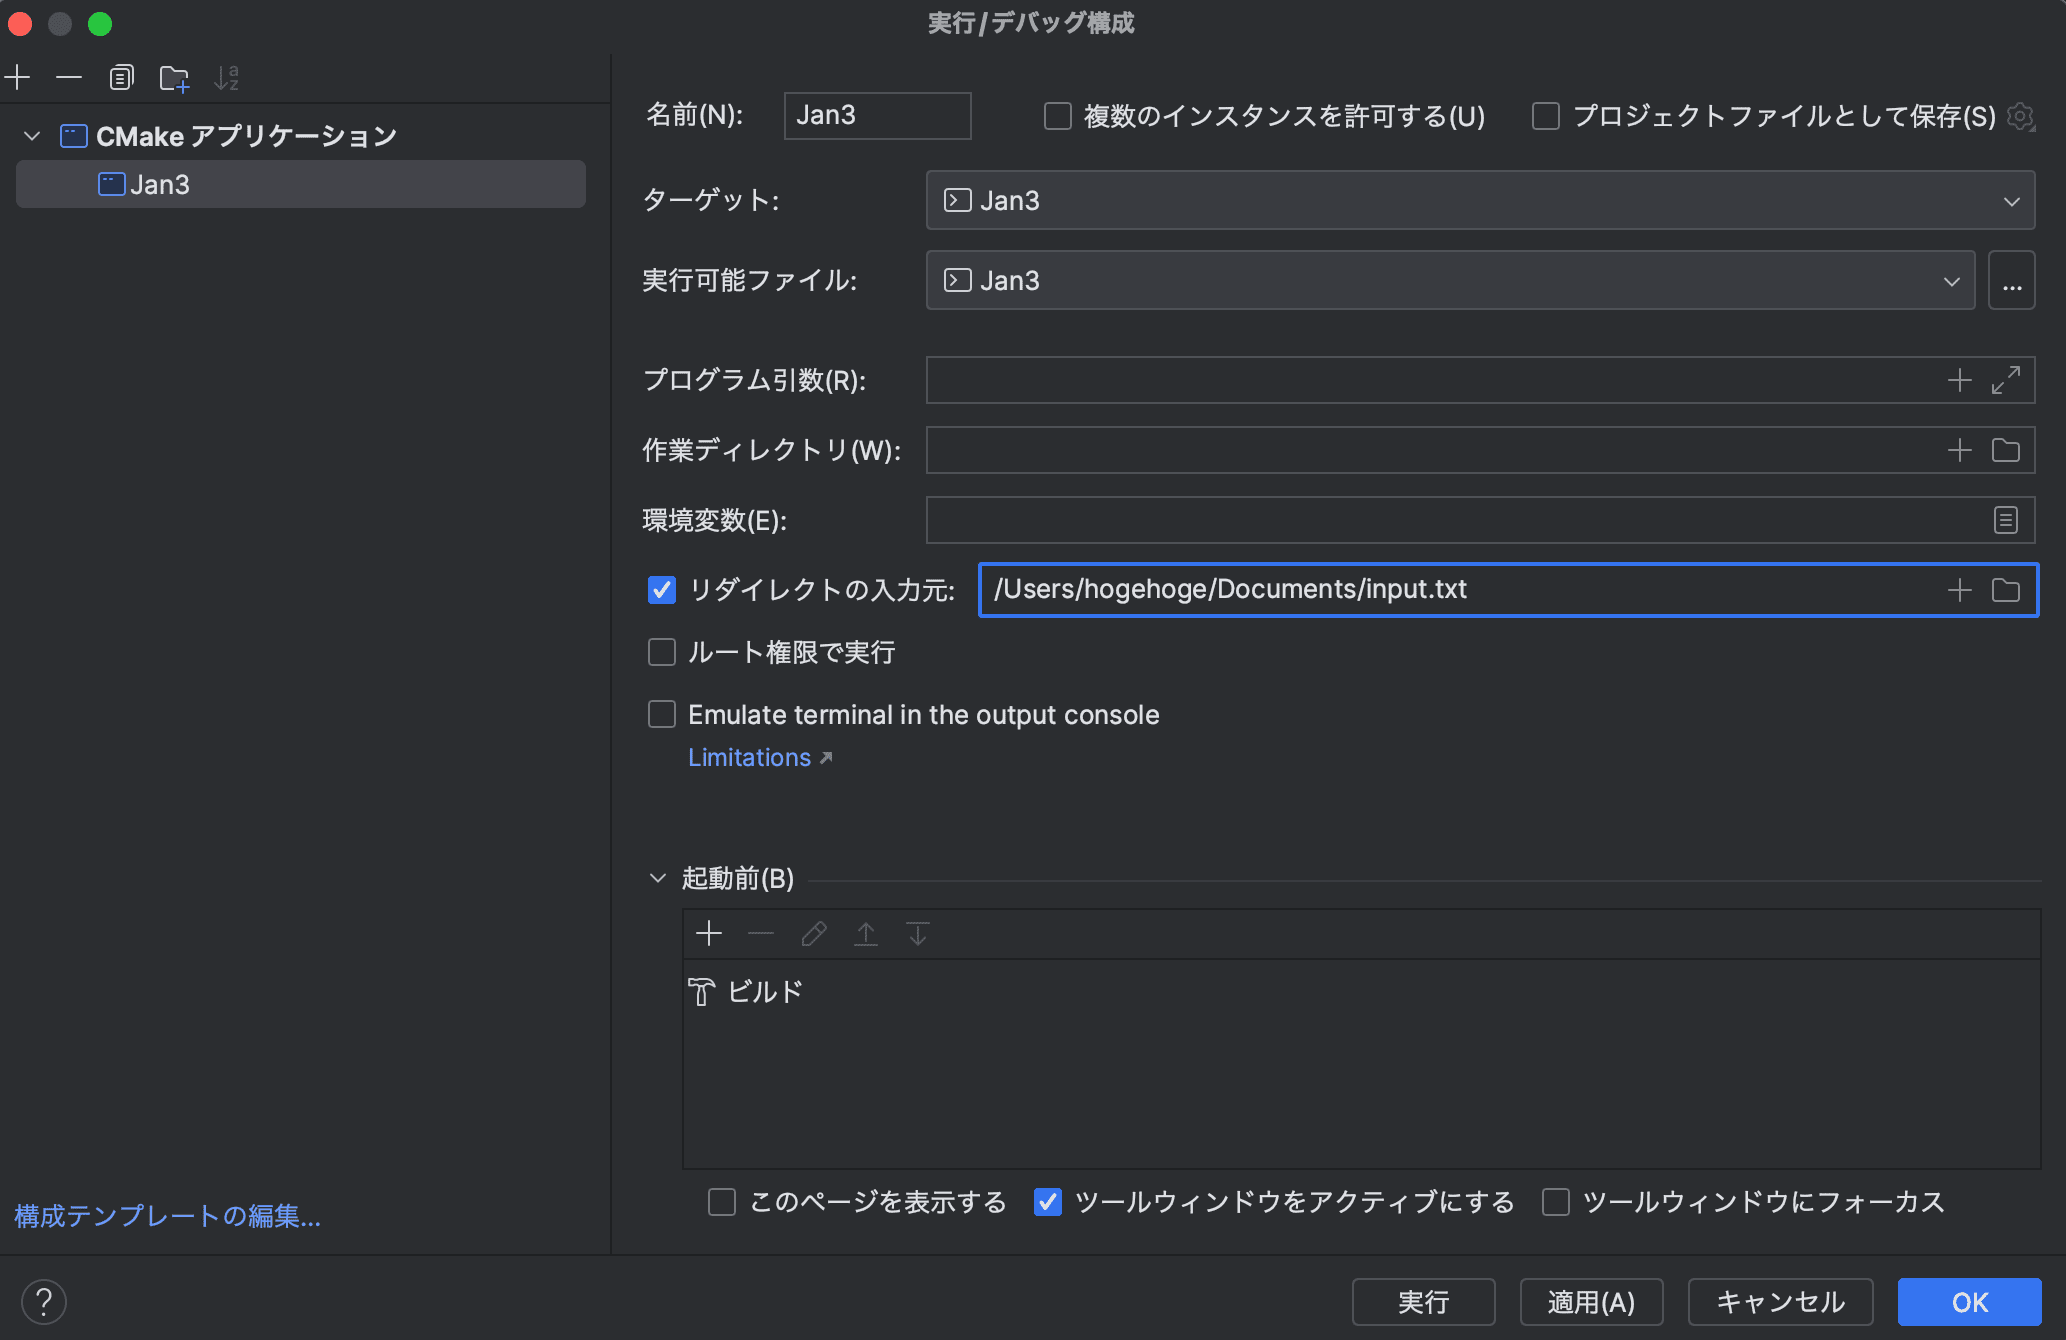 実行/デバッグ構成
CMake アプリケーション
Jan3
構成テンプレートの編集...
名前(N): Jan3 複数のインスタンスを許可する(U) プロジェクトファイルとして保存(S)
ターゲット: Jan3
実行可能ファイル: Jan3 ...
プログラム引数(R):
作業ディレクトリ(W):
環境変数(E):
リダイレクトの入力元: /Users/hogehoge/Documents/input.txt
ルート権限で実行
Emulate terminal in the output console
Limitations
起動前(B)
ビルド
このページを表示する ツールウィンドウをアクティブにする ツールウィンドウにフォーカス
? 実行 適用(A) キャンセル OK